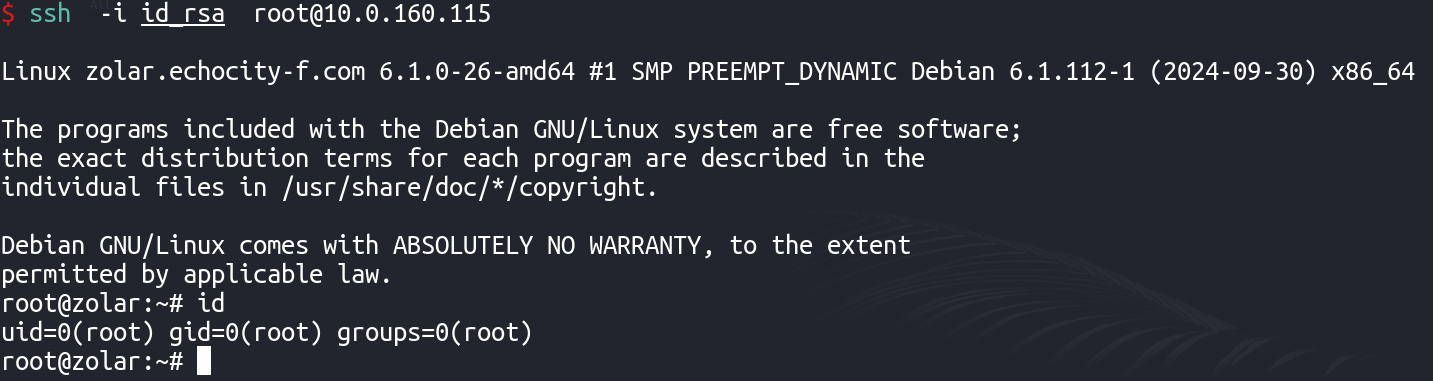 $ ssh  -i id_rsa  root@10.0.160.115
Linux zolar.echocity-f.com 6.1.0-26-amd64 #1 SMP PREEMPT_DYNAMIC Debian 6.1.112-1 (2024-09-30) x86_64
The programs included with the Debian GNU/Linux system are free software;
the exact distribution terms for each program are described in the
individual files in /usr/share/doc/*/copyright.
Debian GNU/Linux comes with ABSOLUTELY NO WARRANTY, to the extent
permitted by applicable law.
root@zolar:~# id
uid=0(root) gid=0(root) groups=0(root)
root@zolar:~#